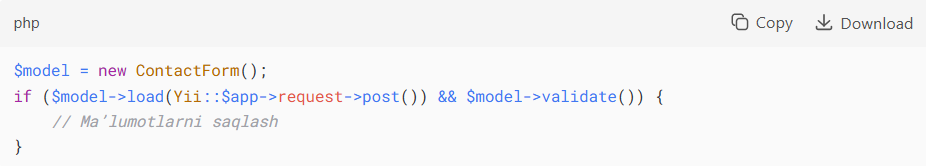 php Copy Download
$model = new ContactForm();
if ($model->load(Yii::$app->request->post()) && $model->validate()) {
    // Ma'lumotlarni saqlash
}